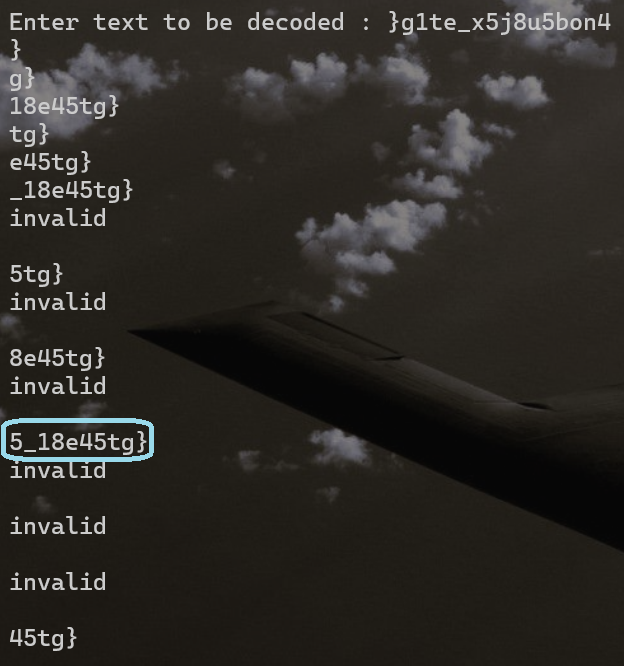 Enter text to be decoded : }g1te_x5j8u5bon4
}
g}
18e45tg}
tg}
e45tg}
_18e45tg}
invalid
5tg}
invalid
8e45tg}
invalid
5_18e45tg}
invalid
invalid
invalid
45tg}